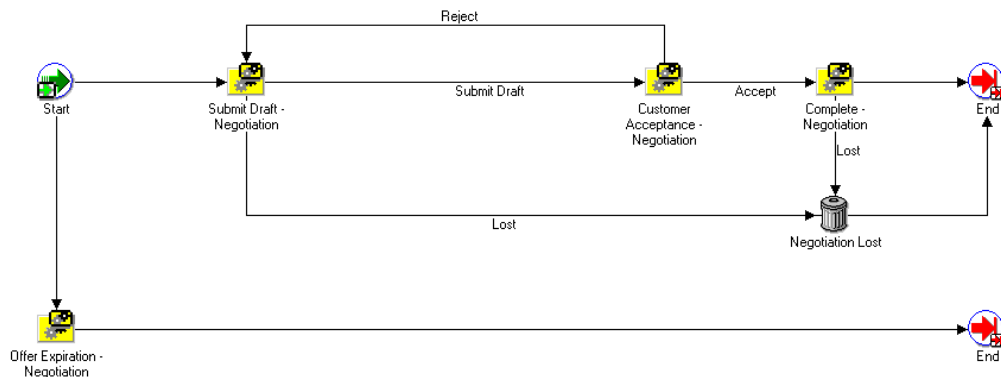 Reject
Start
Submit Draft -
Negotiation
Submit Draft
Customer
Acceptance -
Negotiation
Accept
Complete -
Negotiation
End
Lost
Lost
Negotiation Lost
Offer Expiration -
Negotiation
End